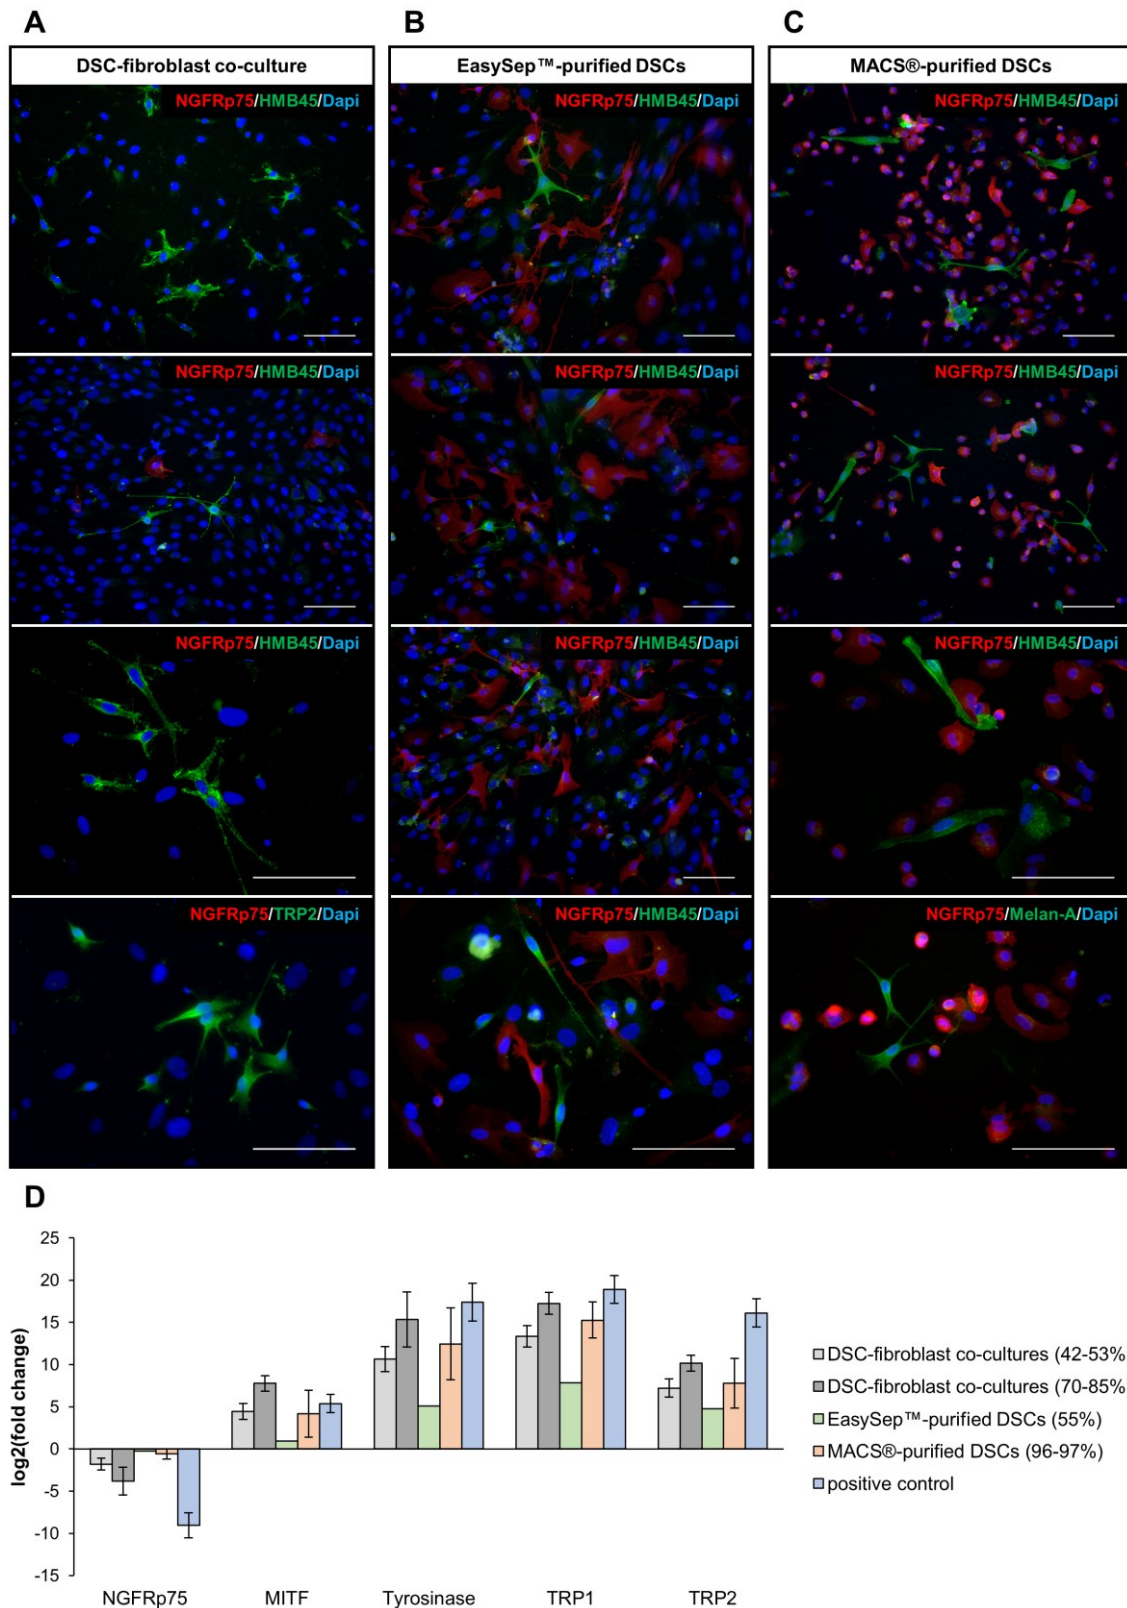 A
B
C
DSC-fibroblast co-culture
EasySep™-purified DSCs
MACS®-purified DSCs
NGFRp75/HMB45/Dapi
NGFRp75/HMB45/Dapi
NGFRp75/HMB45/Dapi
NGFRp75/HMB45/Dapi
NGFRp75/HMB45/Dapi
NGFRp75/HMB45/Dapi
NGFRp75/HMB45/Dapi
NGFRp75/HMB45/Dapi
NGFRp75/HMB45/Dapi
NGFRp75/TRP2/Dapi
NGFRp75/HMB45/Dapi
NGFRp75/Melan-A/Dapi
D
log2(fold change)
25
20
15
10
5
0
-5
-10
-15
NGFRp75
MITF
Tyrosinase
TRP1
TRP2
DSC-fibroblast co-cultures (42-53%
DSC-fibroblast co-cultures (70-85%
EasySep™-purified DSCs (55%)
MACS®-purified DSCs (96-97%)
positive control